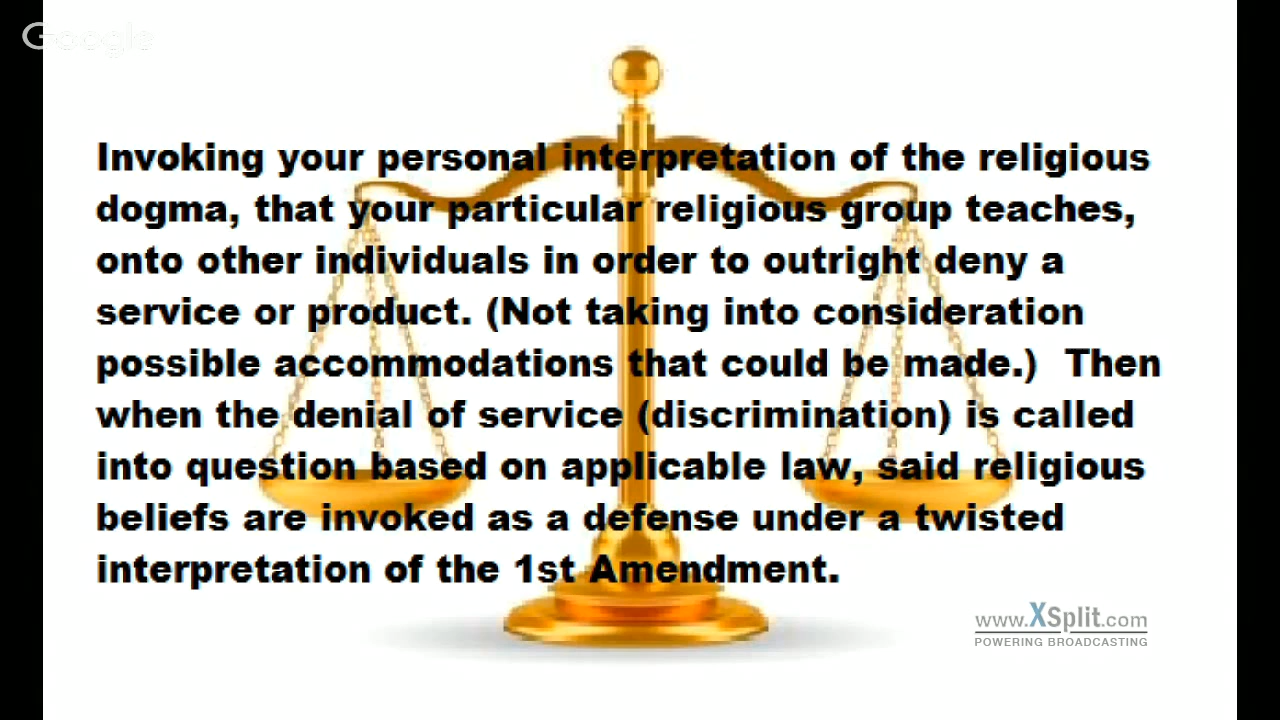 Google
Invoking your personal interpretation of the religious
dogma, that your particular religious group teaches,
onto other individuals in order to outright deny a
service or product. (Not taking into consideration
possible accommodations that could be made.)  Then
when the denial of service (discrimination) is called
into question based on applicable law, said religious
beliefs are invoked as a defense under a twisted
interpretation of the 1st Amendment.
www.XSplit.com
POWERING BROADCASTING